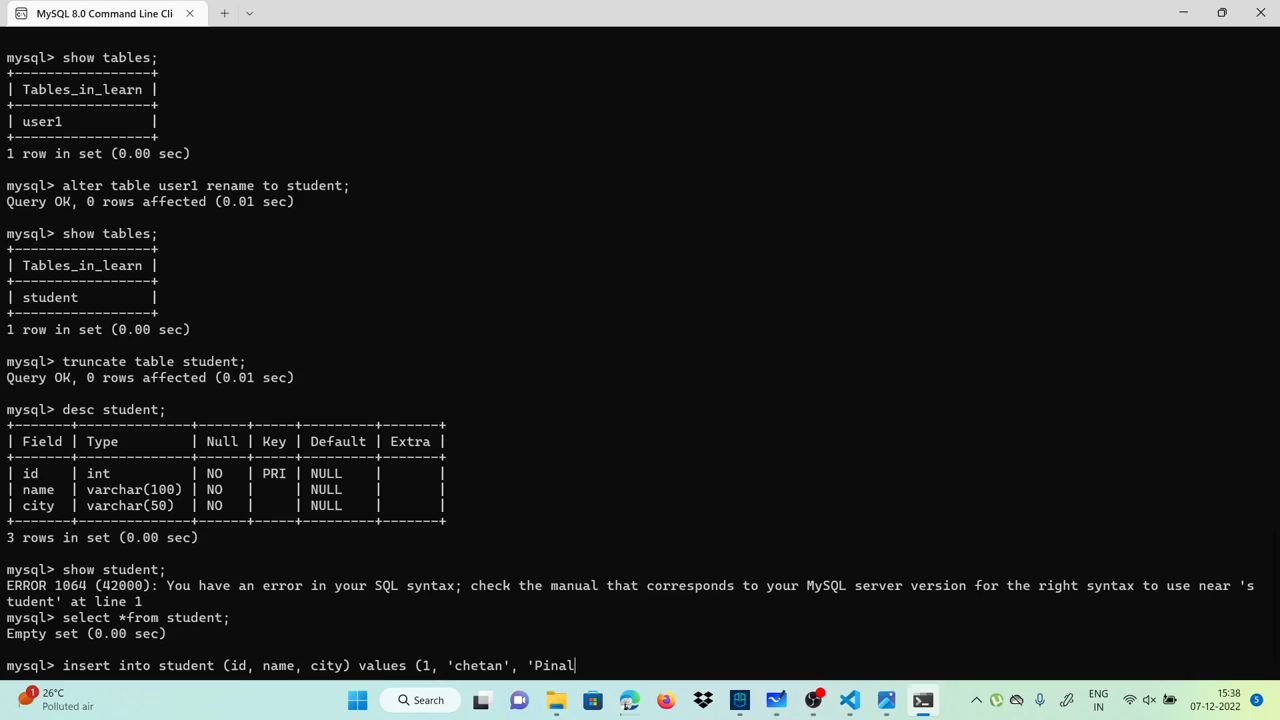 MySQL 8.0 Command Line Cli
mysql> show tables;
+-----------------+
| Tables_in_learn |
+-----------------+
| user1           |
+-----------------+
1 row in set (0.00 sec)
mysql> alter table user1 rename to student;
Query OK, 0 rows affected (0.01 sec)
mysql> show tables;
+-----------------+
| Tables_in_learn |
+-----------------+
| student         |
+-----------------+
1 row in set (0.00 sec)
mysql> truncate table student;
Query OK, 0 rows affected (0.01 sec)
mysql> desc student;
+-------+--------------+------+-----+---------+-------+
| Field | Type         | Null | Key | Default | Extra |
+-------+--------------+------+-----+---------+-------+
| id    | int          | NO   | PRI | NULL    |       |
| name  | varchar(100) | NO   |     | NULL    |       |
| city  | varchar(50)  | NO   |     | NULL    |       |
+-------+--------------+------+-----+---------+-------+
3 rows in set (0.00 sec)
mysql> show student;
ERROR 1064 (42000): You have an error in your SQL syntax; check the manual that corresponds to your MySQL server version for the right syntax to use near 's
tudent' at line 1
mysql> select *from student;
Empty set (0.00 sec)
mysql> insert into student (id, name, city) values (1, 'chetan', 'Pinal
1
26°C
Polluted air
Search
ENG
IN
15:38
07-12-2022
5